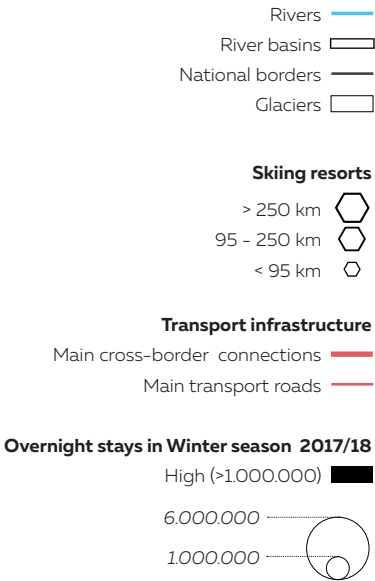 Rivers
River basins
National borders
Glaciers
Skiing resorts
> 250 km
95 - 250 km
< 95 km
Transport infrastructure
Main cross-border connections
Main transport roads
Overnight stays in Winter season 2017/18
High (>1.000.000)
6.000.000
1.000.000